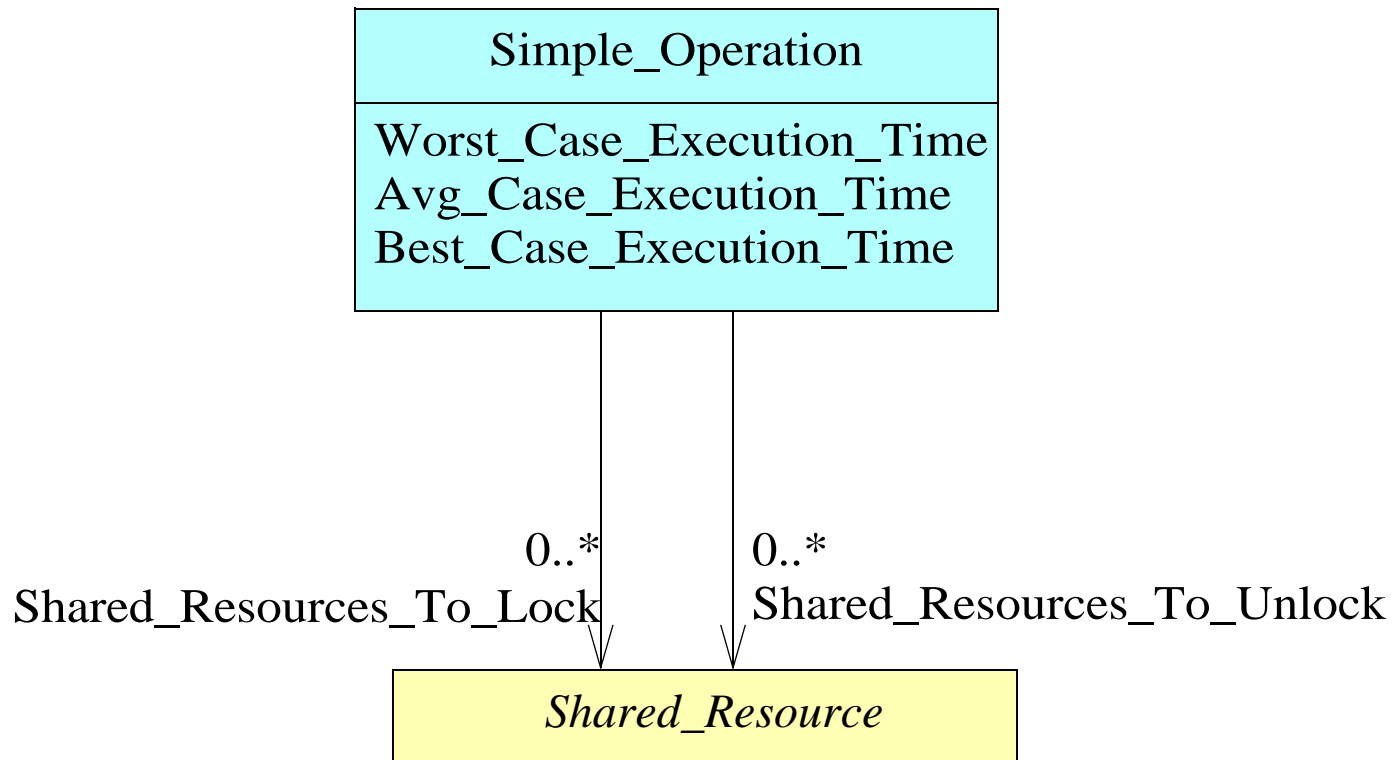 Simple_Operation
Worst_Case_Execution_Time
Avg_Case_Execution_Time
Best_Case_Execution_Time
0..*
Shared_Resources_To_Lock
0..*
Shared_Resources_To_Unlock
Shared_Resource